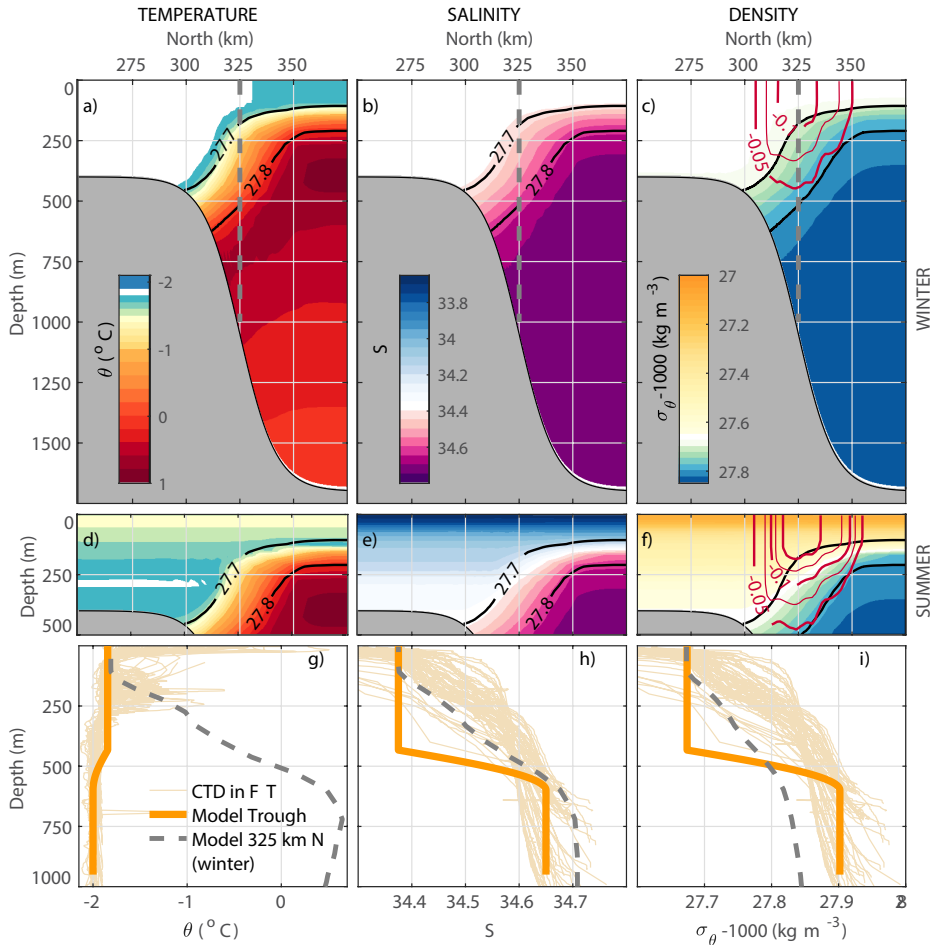 TEMPERATURE SALINITY DENSITY
North (km) North (km) North (km)
275 300 325 350 275 300 325 350 275 300 325 350
a) b) c)
0
250
500
750
1000
1250
1500
Depth (m)
27.7
27.8
27.7
27.8
-0.1
-0.05
-2
-1
0
1
θ (°C)
33.8
34
34.2
34.4
34.6
S
27
27.2
27.4
27.6
27.8
σθ-1000 (kg m-3)
WINTER
d) e) f)
0
250
500
Depth (m)
27.7
27.8
27.7
27.8
-0.1
-0.05
SUMMER
g) h) i)
250
500
750
1000
Depth (m)
CTD in F T
Model Trough
Model 325 km N
(winter)
-2 -1 0 34.4 34.5 34.6 34.7 27.7 27.8 27.9 28
θ (°C) S σθ-1000 (kg m-3)